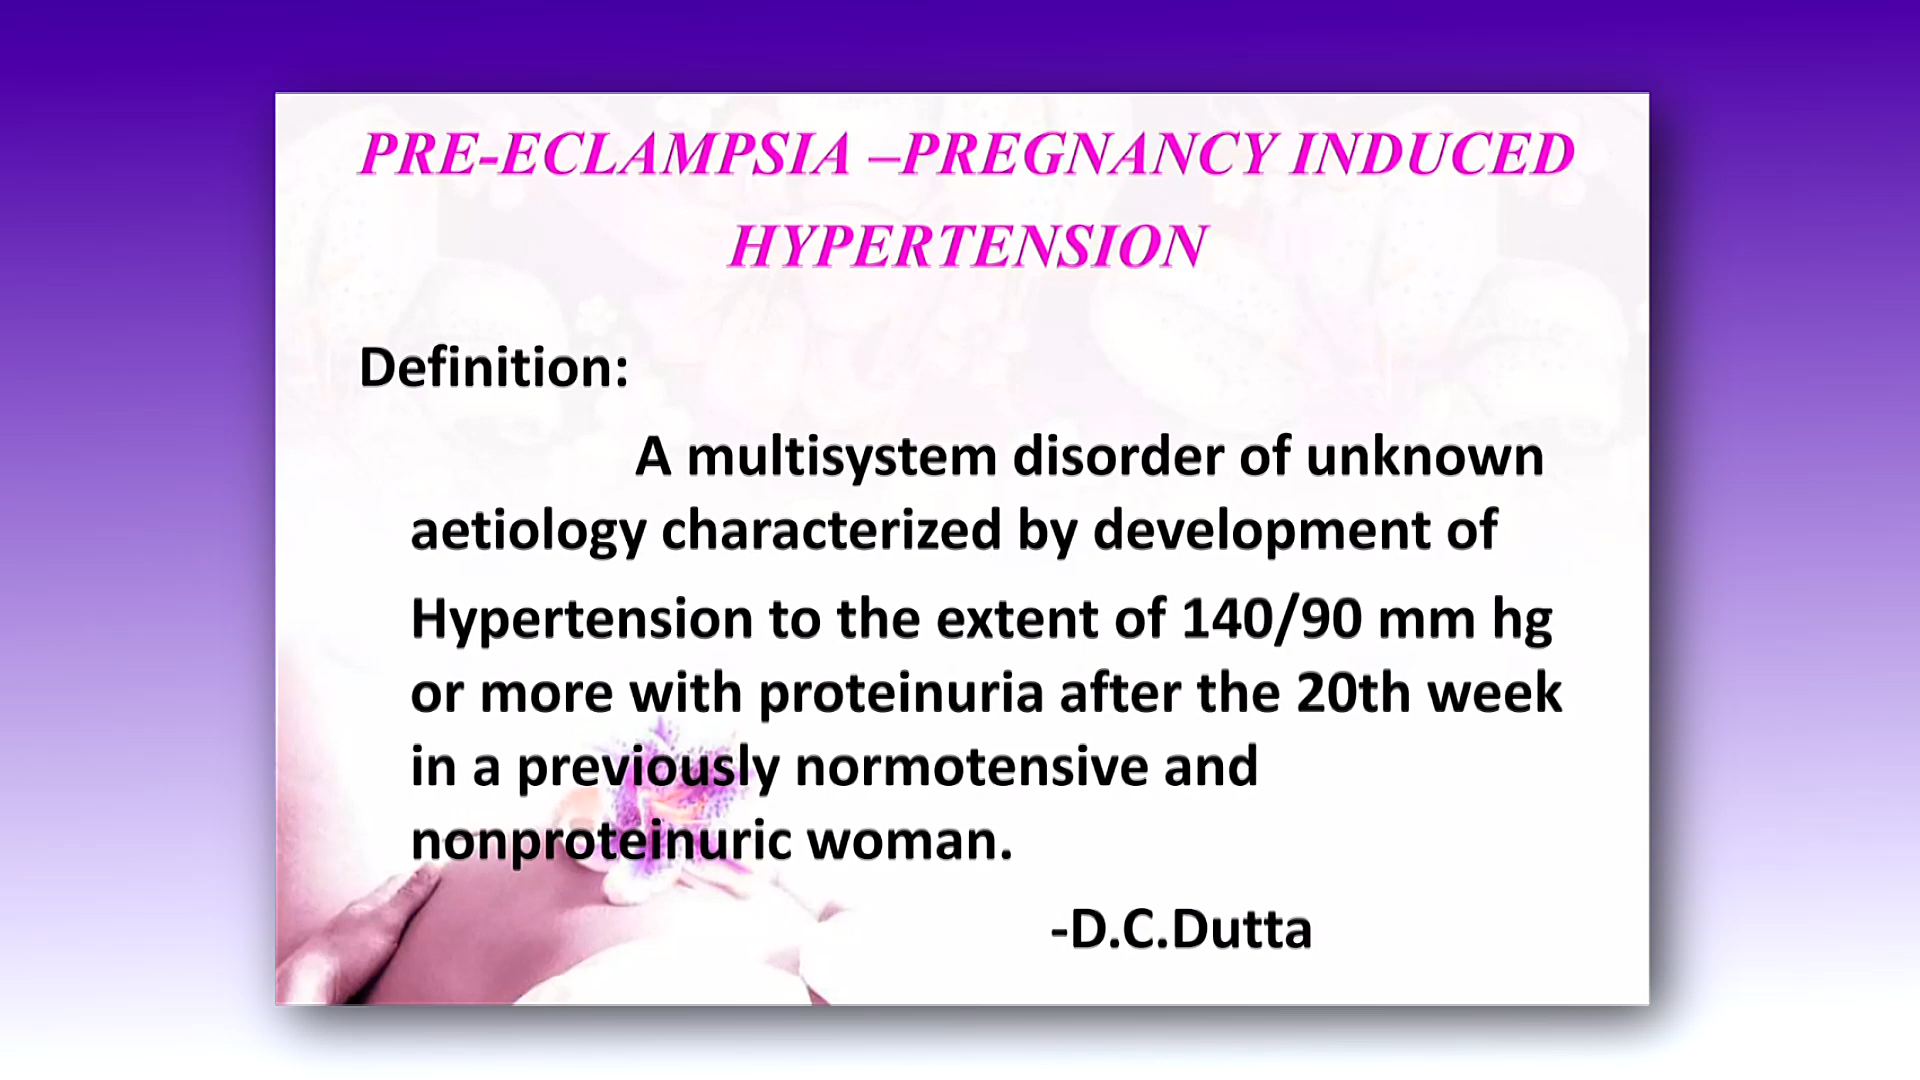 PRE-ECLAMPSIA –PREGNANCY INDUCED
HYPERTENSION
Definition:
A multisystem disorder of unknown
aetiology characterized by development of
Hypertension to the extent of 140/90 mm hg
or more with proteinuria after the 20th week
in a previously normotensive and
nonproteinuric woman.
-D.C.Dutta